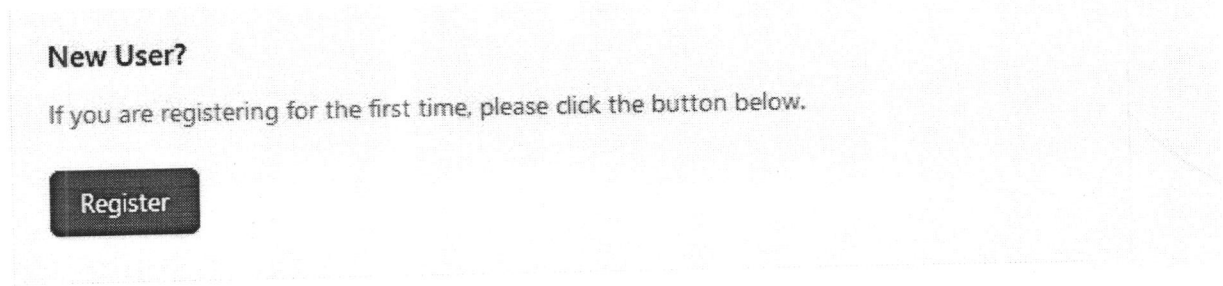 New User?
If you are registering for the first time, please click the button below.
Register